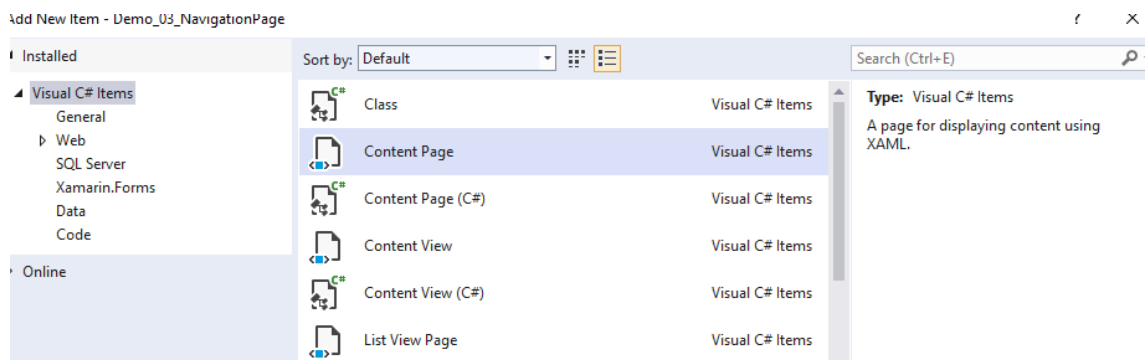 Add New Item - Demo_03_NavigationPage
Installed
Sort by: Default
Search (Ctrl+E)
Visual C# Items
General
Web
SQL Server
Xamarin.Forms
Data
Code
Online
C# Class Visual C# Items
Content Page Visual C# Items
C# Content Page (C#) Visual C# Items
Content View Visual C# Items
C# Content View (C#) Visual C# Items
List View Page Visual C# Items
Type: Visual C# Items
A page for displaying content using
XAML.